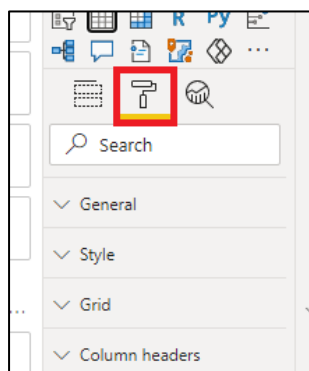 R Py
...
Search
General
Style
...
Grid
Column headers